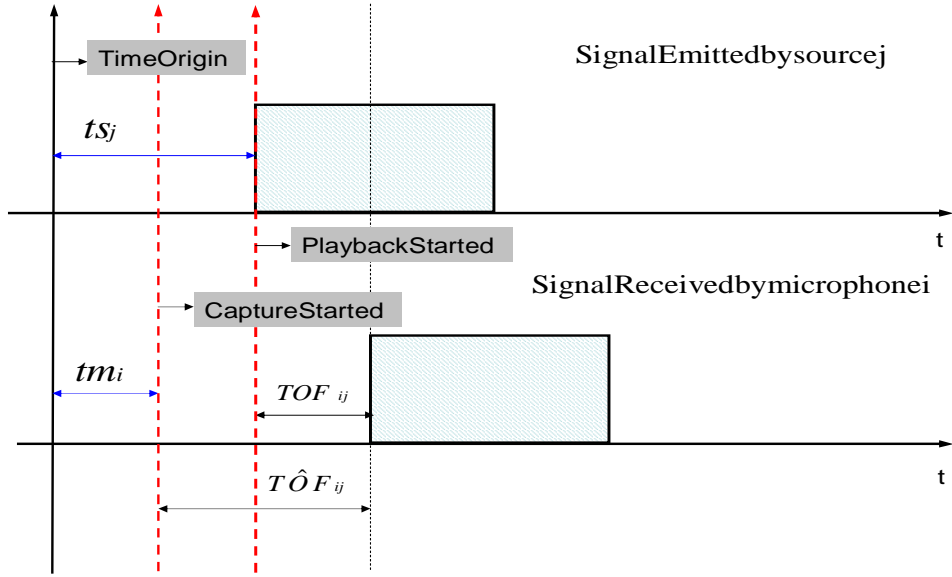 TimeOrigin
SignalEmittedbysourcej
tsj
t
PlaybackStarted
SignalReceivedbymicrophonei
CaptureStarted
tmi
TOF ij
t
TÔF ij